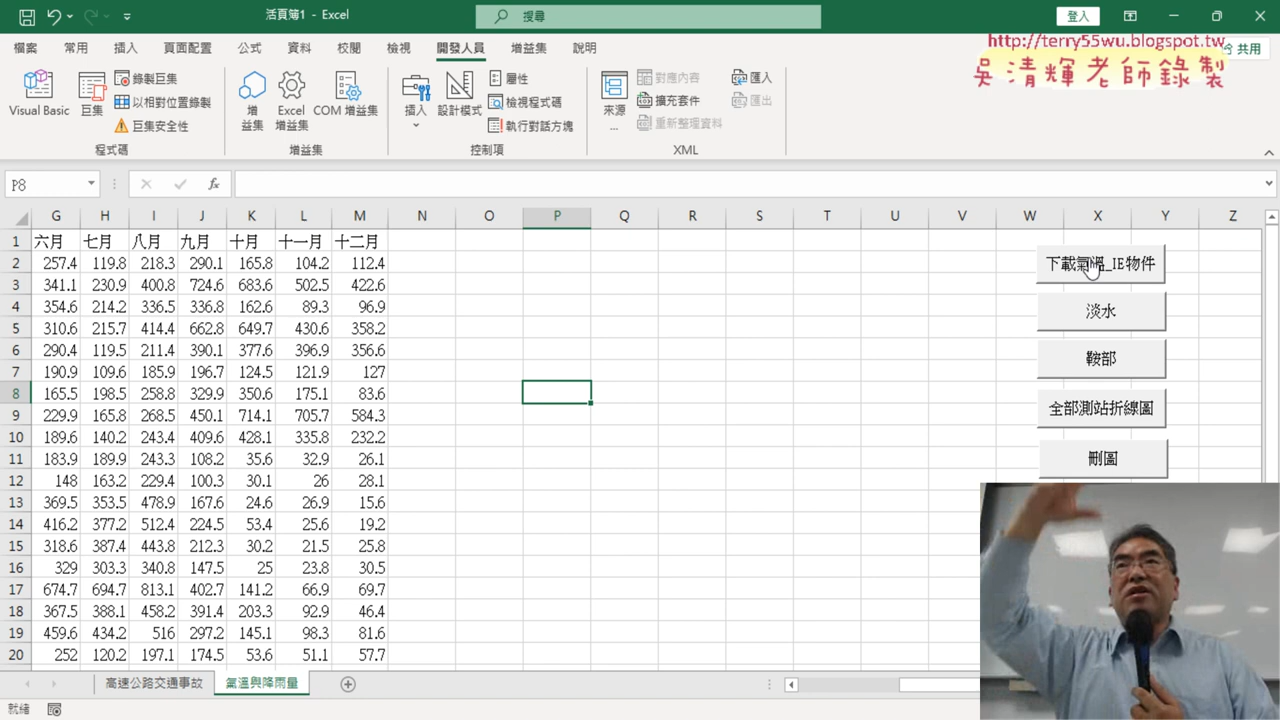 活頁簿1 - Excel
搜尋
登入
檔案 常用 插入 頁面配置 公式 資料 校閱 檢視 開發人員 增益集 說明
共用
http://terry55wu.blogspot.tw
吳清輝老師錄製
Visual Basic
巨集
錄製巨集
以相對位置錄製
巨集安全性
程式碼
增益集
Excel 增益集
COM 增益集
增益集
插入
設計模式
屬性
檢視程式碼
執行對話方塊
控制項
來源
...
對應內容
擴充套件
重新整理資料
匯入
匯出
XML
P8
fx
G H I J K L M N O P Q R S T U V W X Y Z
1 六月 七月 八月 九月 十月 十一月 十二月
2 257.4 119.8 218.3 290.1 165.8 104.2 112.4
3 341.1 230.9 400.8 724.6 683.6 502.5 422.6
4 354.6 214.2 336.5 336.8 162.6 89.3 96.9
5 310.6 215.7 414.4 662.8 649.7 430.6 358.2
6 290.4 119.5 211.4 390.1 377.6 396.9 356.6
7 190.9 109.6 185.9 196.7 124.5 121.9 127
8 165.5 198.5 258.8 329.9 350.6 175.1 83.6
9 229.9 165.8 268.5 450.1 714.1 705.7 584.3
10 189.6 140.2 243.4 409.6 428.1 335.8 232.2
11 183.9 189.9 243.3 108.2 35.6 32.9 26.1
12 148 163.2 229.4 100.3 30.1 26 28.1
13 369.5 353.5 478.9 167.6 24.6 26.9 15.6
14 416.2 377.2 512.4 224.5 53.4 25.6 19.2
15 318.6 387.4 443.8 212.3 30.2 21.5 25.8
16 329 303.3 340.8 147.5 25 23.8 30.5
17 674.7 694.7 813.1 402.7 141.2 66.9 69.7
18 367.5 388.1 458.2 391.4 203.3 92.9 46.4
19 459.6 434.2 516 297.2 145.1 98.3 81.6
20 252 120.2 197.1 174.5 53.6 51.1 57.7
下載氣溫_IE物件
淡水
鞍部
全部測站折線圖
刪圖
高速公路交通事故 氣溫與降雨量
就緒